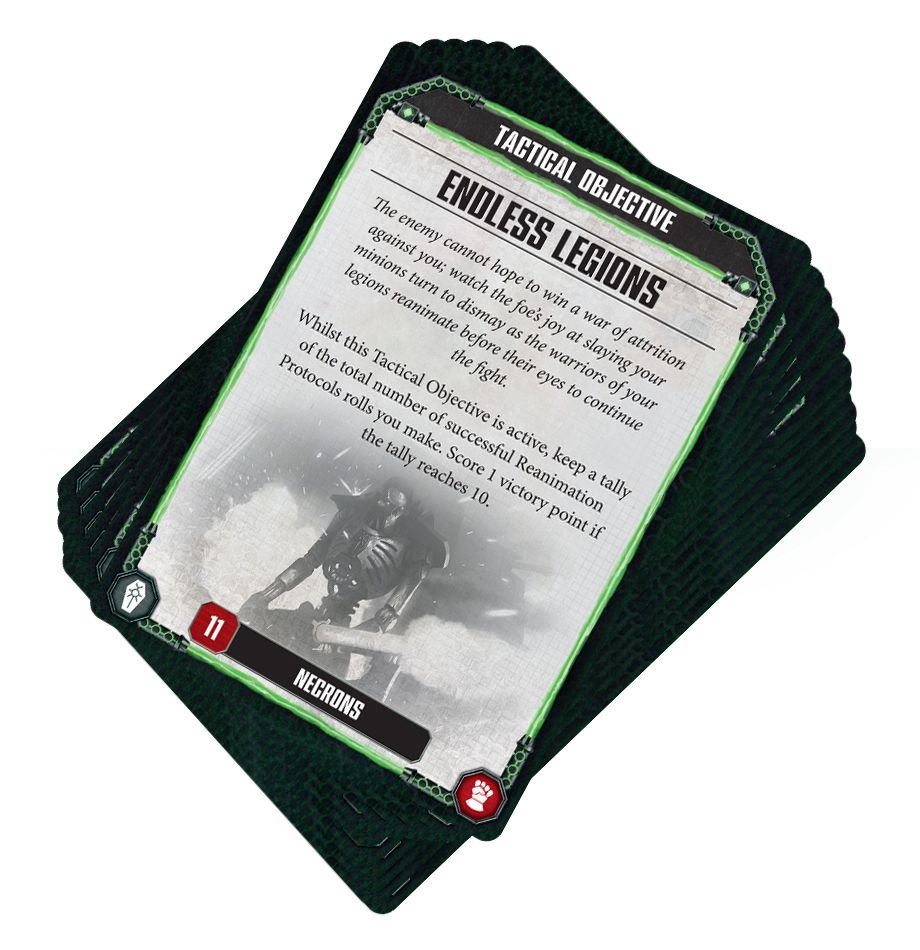 TACTICAL OBJECTIVE
ENDLESS LEGIONS
The enemy cannot hope to win a war of attrition
against you; watch the foe's joy at slaying your
minions turn to dismay as the warriors of your
legions reanimate before their eyes to continue
the fight.
Whilst this Tactical Objective is active, keep a tally
of the total number of successful Reanimation
Protocols rolls you make. Score 1 victory point if
the tally reaches 10.
11
NECRONS